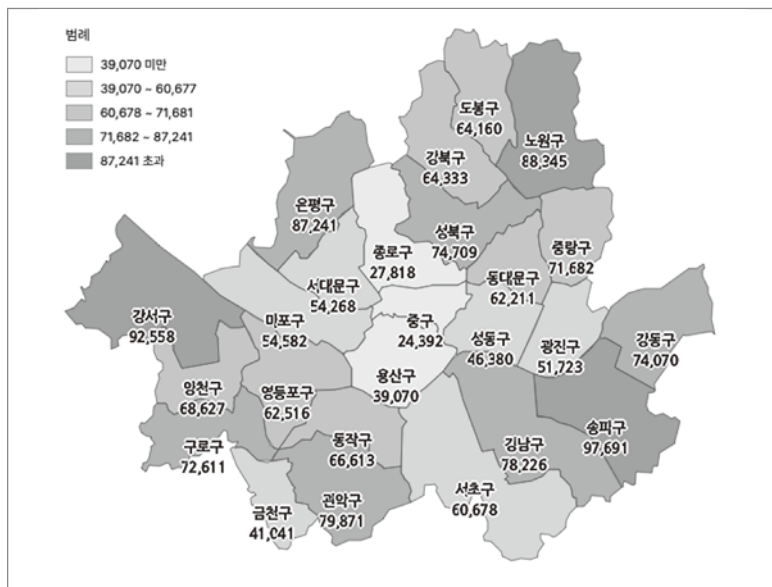 범례
39,070 미만
39,070 ~ 60,677
60,678 ~ 71,681
71,682 ~ 87,241
87,241 초과
도봉구
64,160
노원구
88,345
강북구
64,333
은평구
87,241
성북구
74,709
중랑구
71,682
종로구
27,818
동대문구
62,211
서대문구
54,268
강서구
92,558
마포구
54,582
중구
24,392
성동구
46,380
광진구
51,723
강동구
74,070
양천구
68,627
영등포구
62,516
용산구
39,070
구로구
72,611
동작구
66,613
강남구
78,226
송파구
97,691
금천구
41,041
관악구
79,871
서초구
60,678